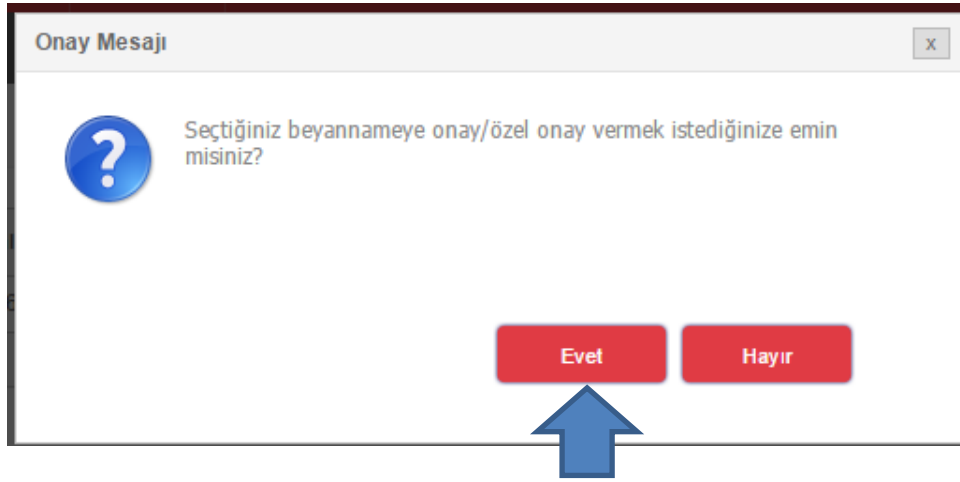 Onay Mesajı
x
Seçtiğiniz beyannameye onay/özel onay vermek istediğinize emin
misiniz?
Evet
Hayır